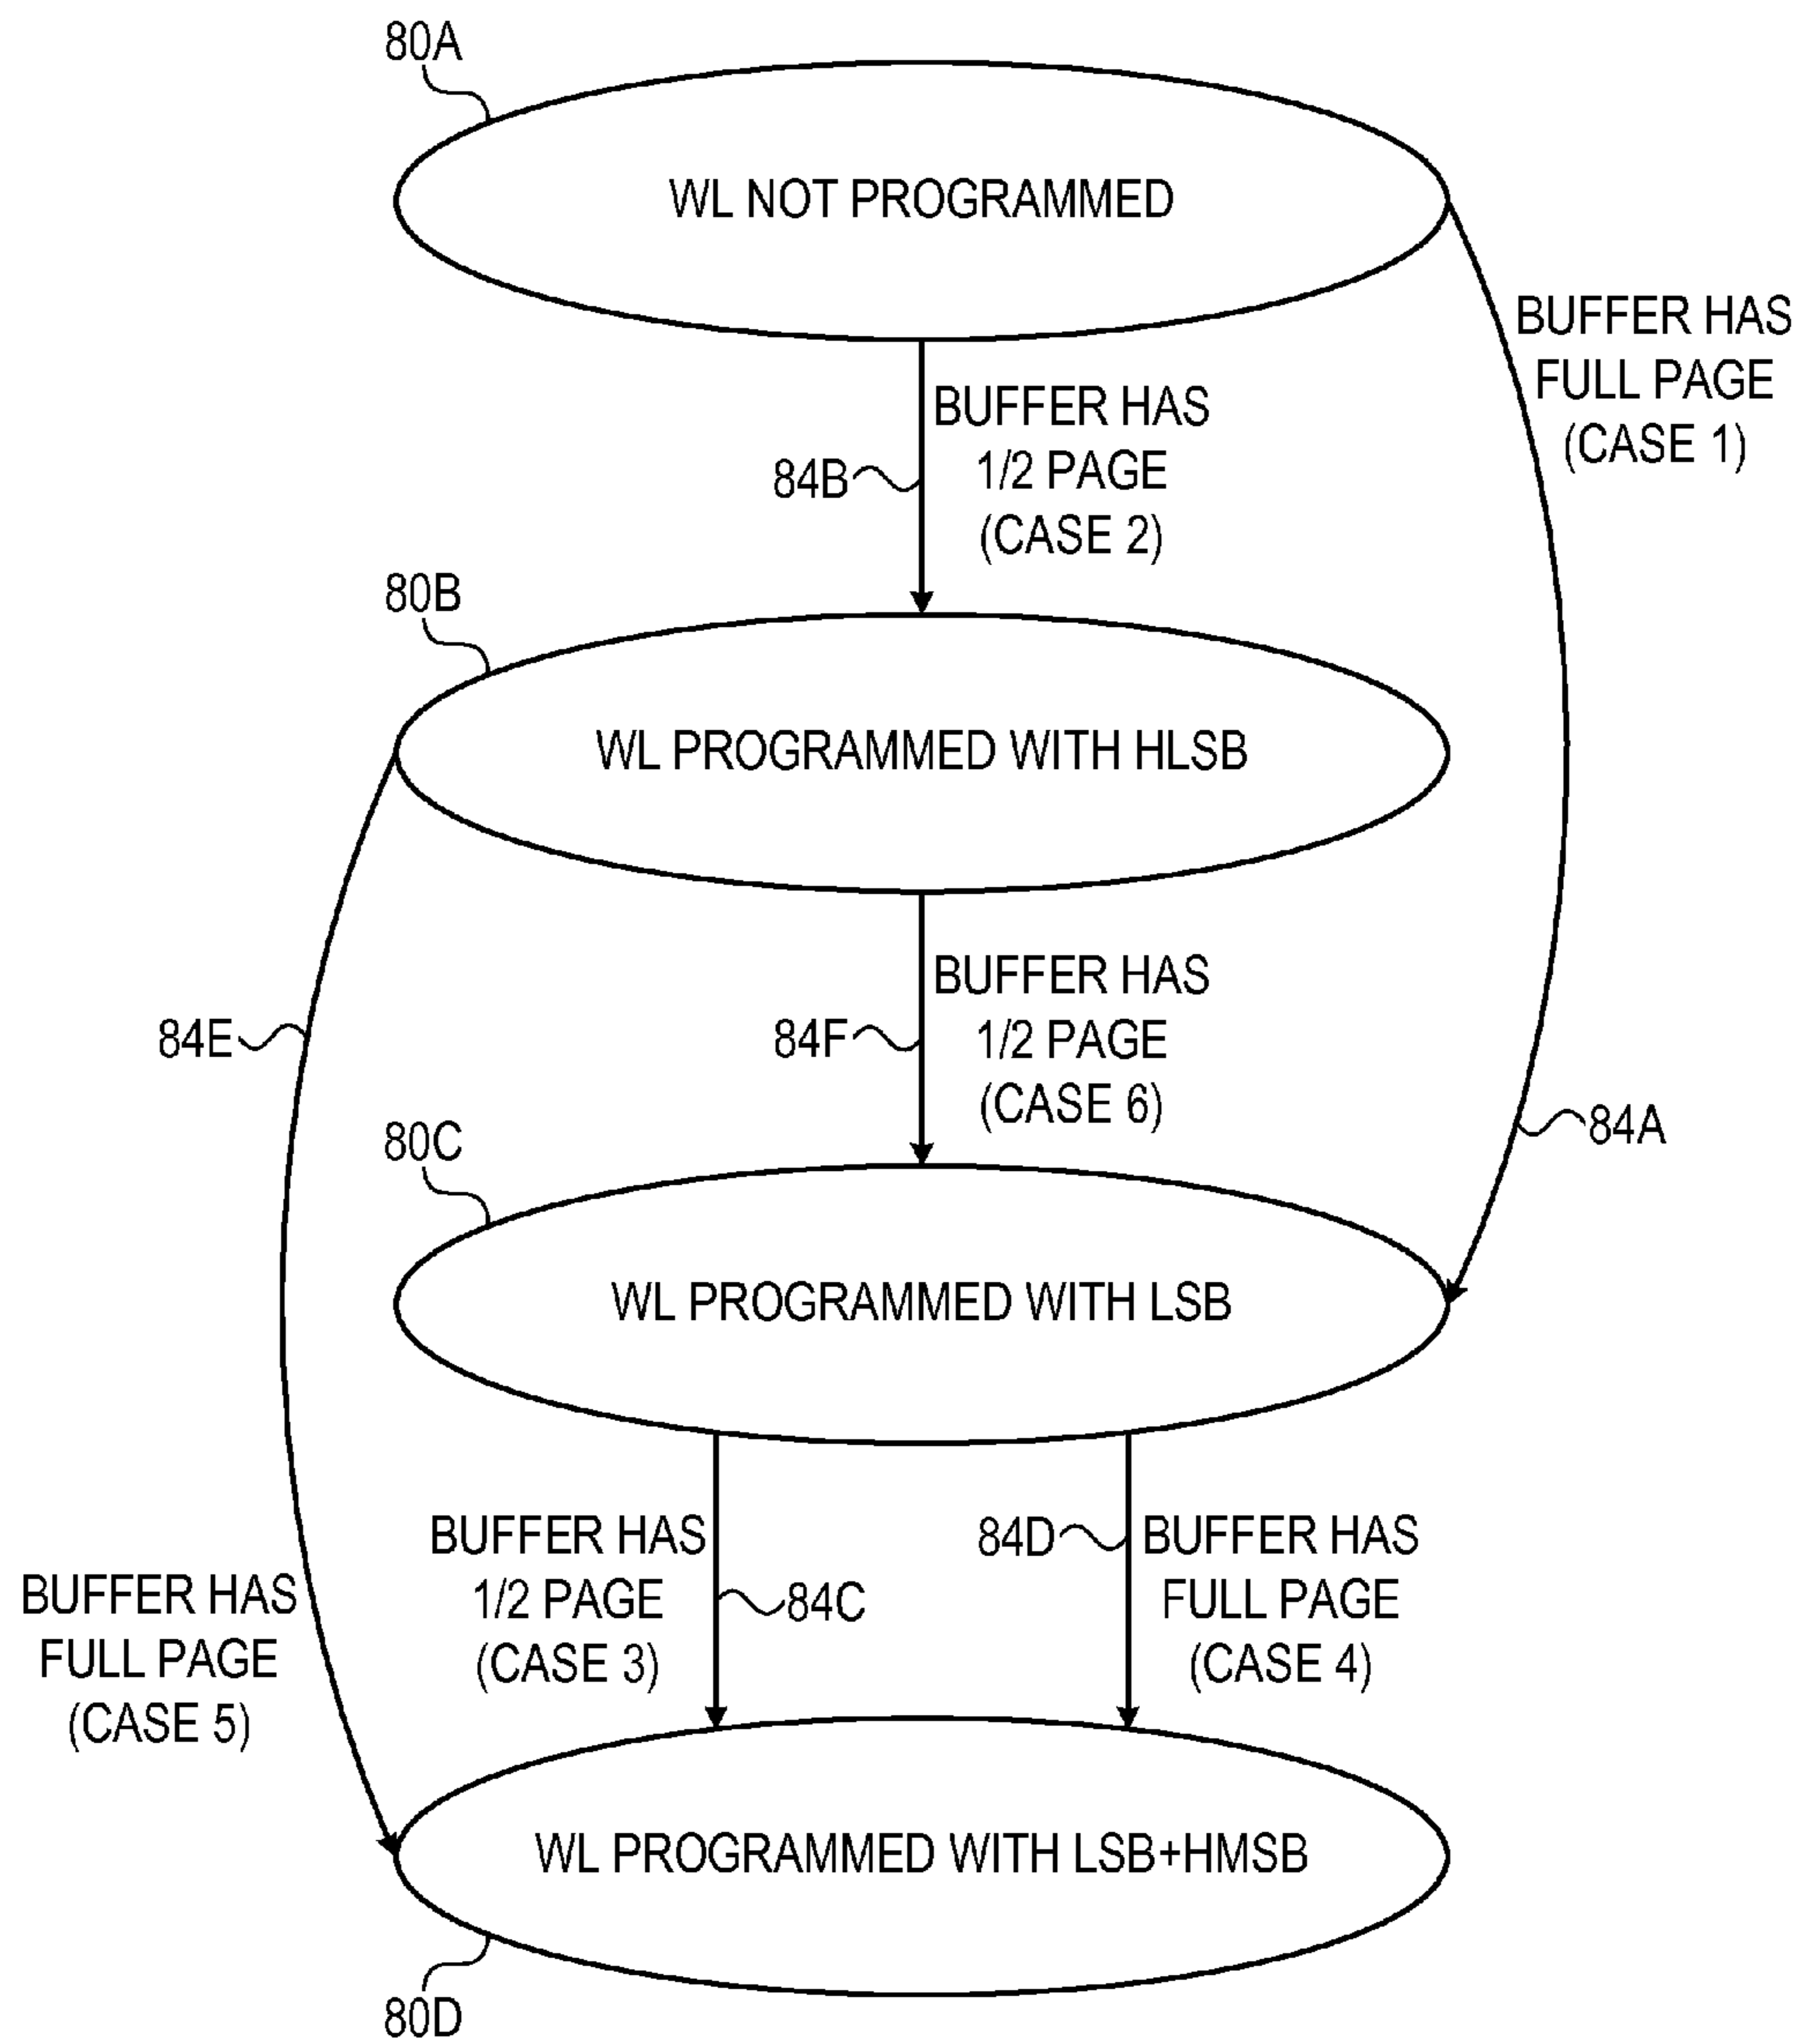 80A
WL NOT PROGRAMMED
BUFFER HAS
FULL PAGE
(CASE 1)
BUFFER HAS
1/2 PAGE
(CASE 2)
84B
80B
WL PROGRAMMED WITH HLSB
BUFFER HAS
1/2 PAGE
(CASE 6)
84E
84F
84A
80C
WL PROGRAMMED WITH LSB
BUFFER HAS
1/2 PAGE
(CASE 3)
84C
84D
BUFFER HAS
FULL PAGE
(CASE 4)
BUFFER HAS
FULL PAGE
(CASE 5)
WL PROGRAMMED WITH LSB+HMSB
80D